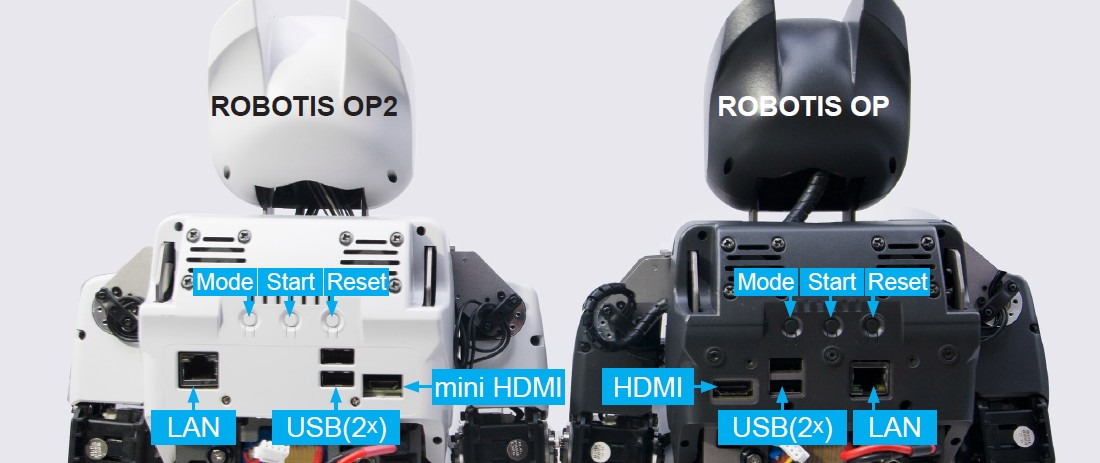 ROBOTIS OP2
Mode Start Reset
mini HDMI
LAN
USB(2x)
ROBOTIS OP
Mode Start Reset
HDMI
USB(2x)
LAN